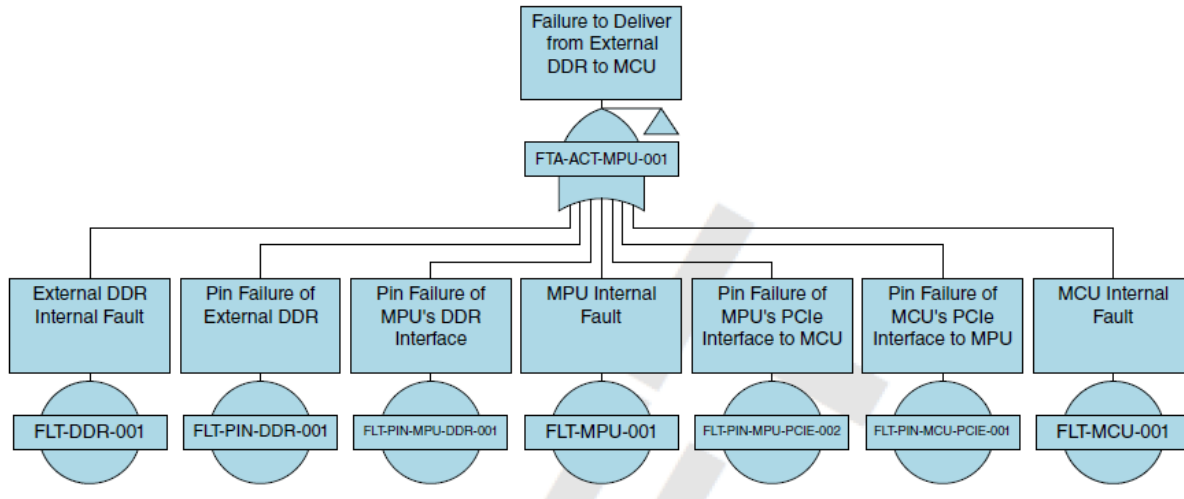 Failure to Deliver
from External
DDR to MCU
FTA-ACT-MPU-001
External DDR
Internal Fault
Pin Failure of
External DDR
Pin Failure of
MPU's DDR
Interface
MPU Internal
Fault
Pin Failure of
MPU's PCIe
Interface to MCU
Pin Failure of
MCU's PCIe
Interface to MPU
MCU Internal
Fault
FLT-DDR-001
FLT-PIN-DDR-001
FLT-PIN-MPU-DDR-001
FLT-MPU-001
FLT-PIN-MPU-PCIE-002
FLT-PIN-MCU-PCIE-001
FLT-MCU-001